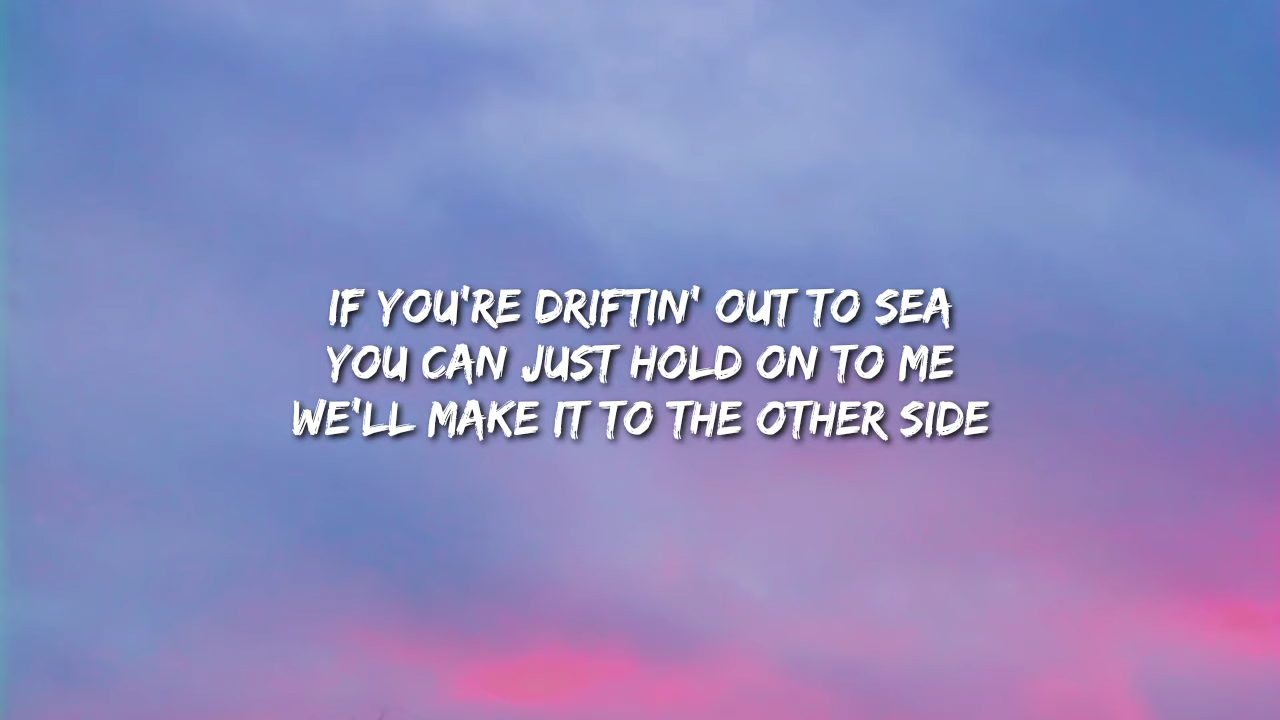 IF YOU'RE DRIFTIN' OUT TO SEA
YOU CAN JUST HOLD ON TO ME
WE'LL MAKE IT TO THE OTHER SIDE